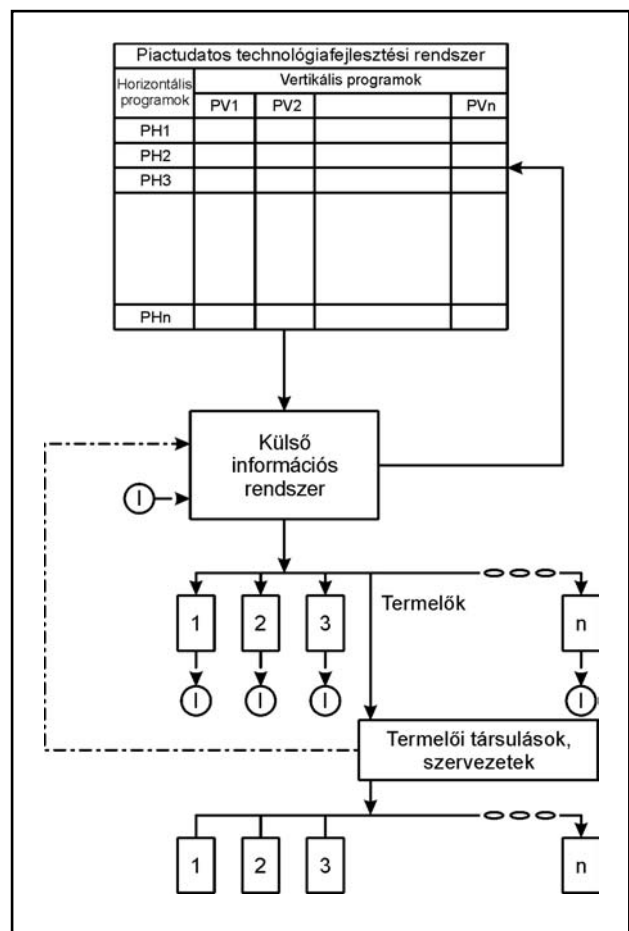 Piactudatos technológiafejlesztési rendszer
Horizontális programok
Vertikális programok
PV1 PV2 PVn
PH1
PH2
PH3
PHn
Külső
információs
rendszer
I
1 2 3 Termelők n
I I I I
Termelői társulások,
szervezetek
1 2 3 n